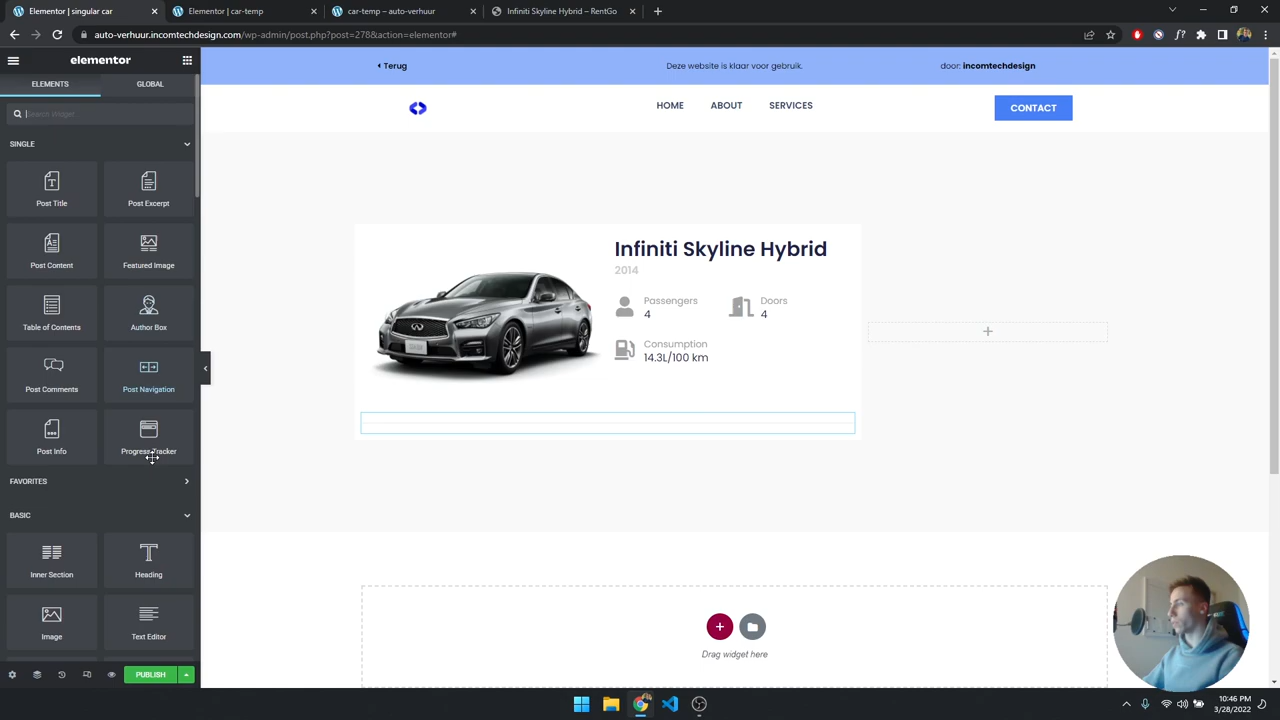 Elementor | Infiniti Skyline
Elementor | car-temp
car-temp – auto-verhuur
Infiniti Skyline Hybrid – RentGo
auto-verhuur.incomtechdesign.com/wp-admin/post.php?post=278&action=elementor#
elementor
ELEMENTS
GLOBAL
Search Widget...
SINGLE
Post Title
Post Excerpt
Post Content
Featured Image
Table of Contents
Author Box
Post Comments
Post Navigation
Post Info
Progress Tracker
FAVORITES
BASIC
Inner Section
Heading
Image
Text Editor
PUBLISH
Terug
Deze website is klaar voor gebruik.
door: incomtechdesign
HOME
ABOUT
SERVICES
CONTACT
Infiniti Skyline Hybrid
2014
Passengers
4
Doors
4
Consumption
14.3L/100 km
Drag widget here
10:46 PM
3/28/2022